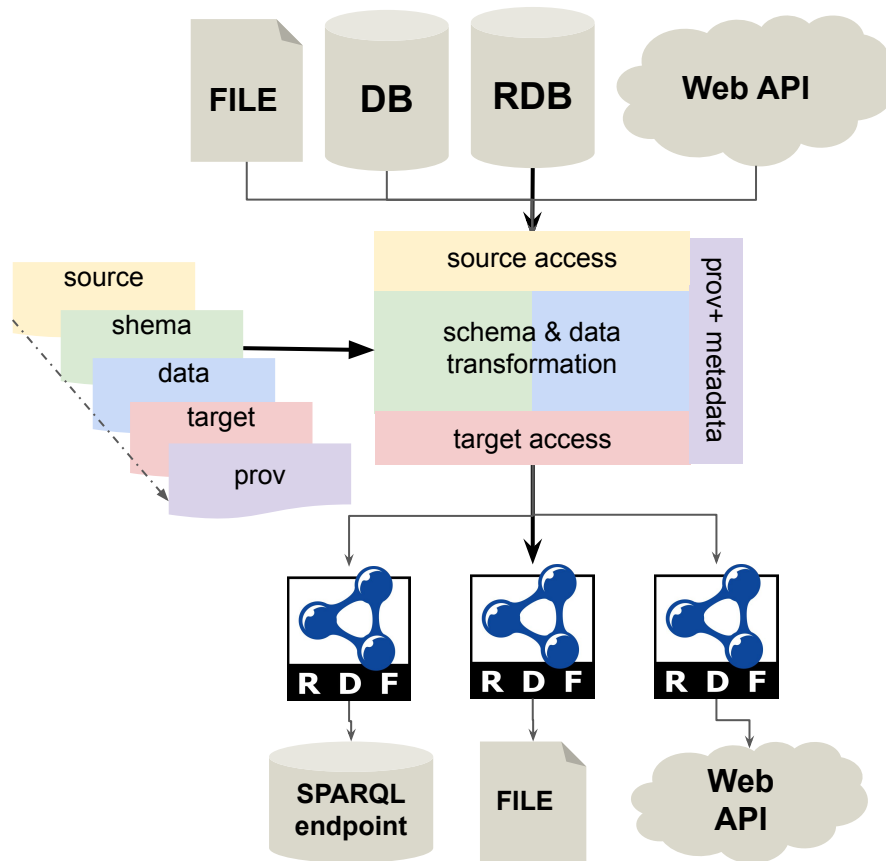 FILE
DB
RDB
Web API
source
shema
data
target
prov
source access
schema & data
transformation
target access
prov+ metadata
R D F
R D F
R D F
SPARQL
endpoint
FILE
Web
API